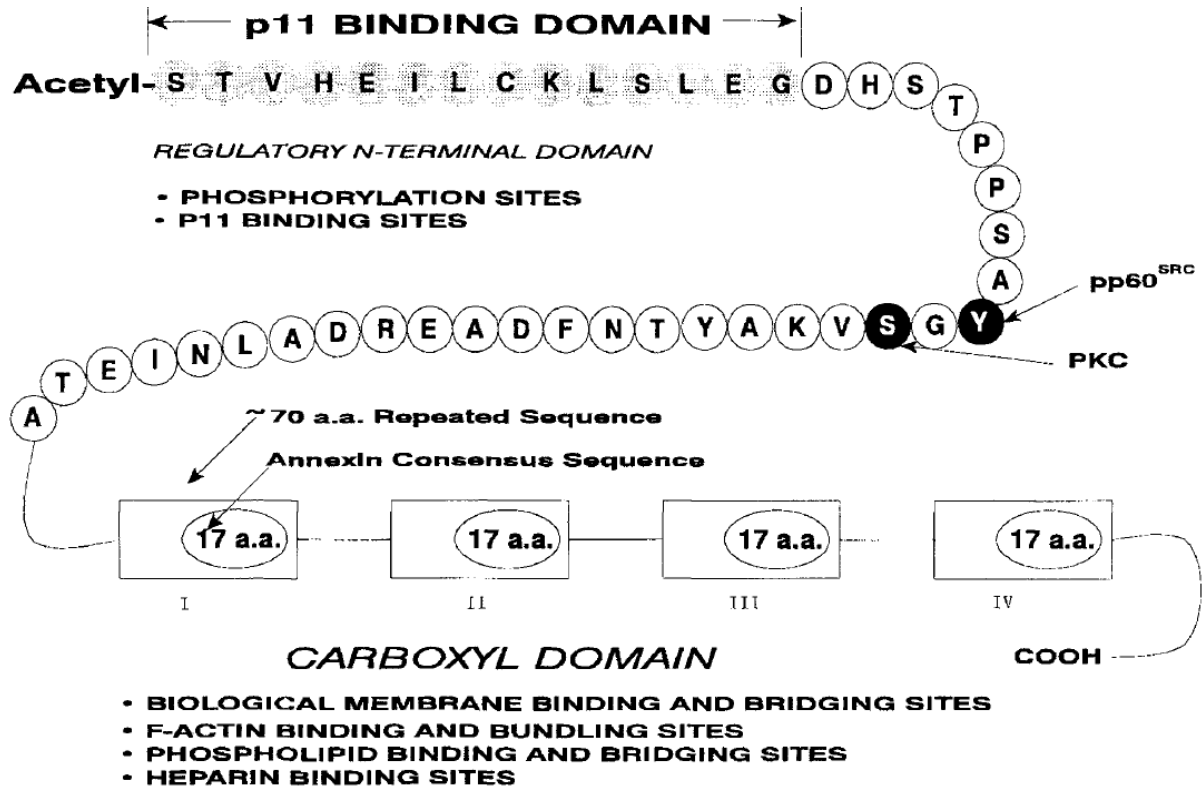 p11 BINDING DOMAIN
Acetyl- S T V H E I L C K L S L E G D H S T P P S A Y G S V K A Y T N F D A E R D A L N I E T A
REGULATORY N-TERMINAL DOMAIN
• PHOSPHORYLATION SITES
• P11 BINDING SITES
pp60SRC
PKC
~70 a.a. Repeated Sequence
Annexin Consensus Sequence
17 a.a. 17 a.a. 17 a.a. 17 a.a.
I II III IV
COOH
CARBOXYL DOMAIN
• BIOLOGICAL MEMBRANE BINDING AND BRIDGING SITES
• F-ACTIN BINDING AND BUNDLING SITES
• PHOSPHOLIPID BINDING AND BRIDGING SITES
• HEPARIN BINDING SITES